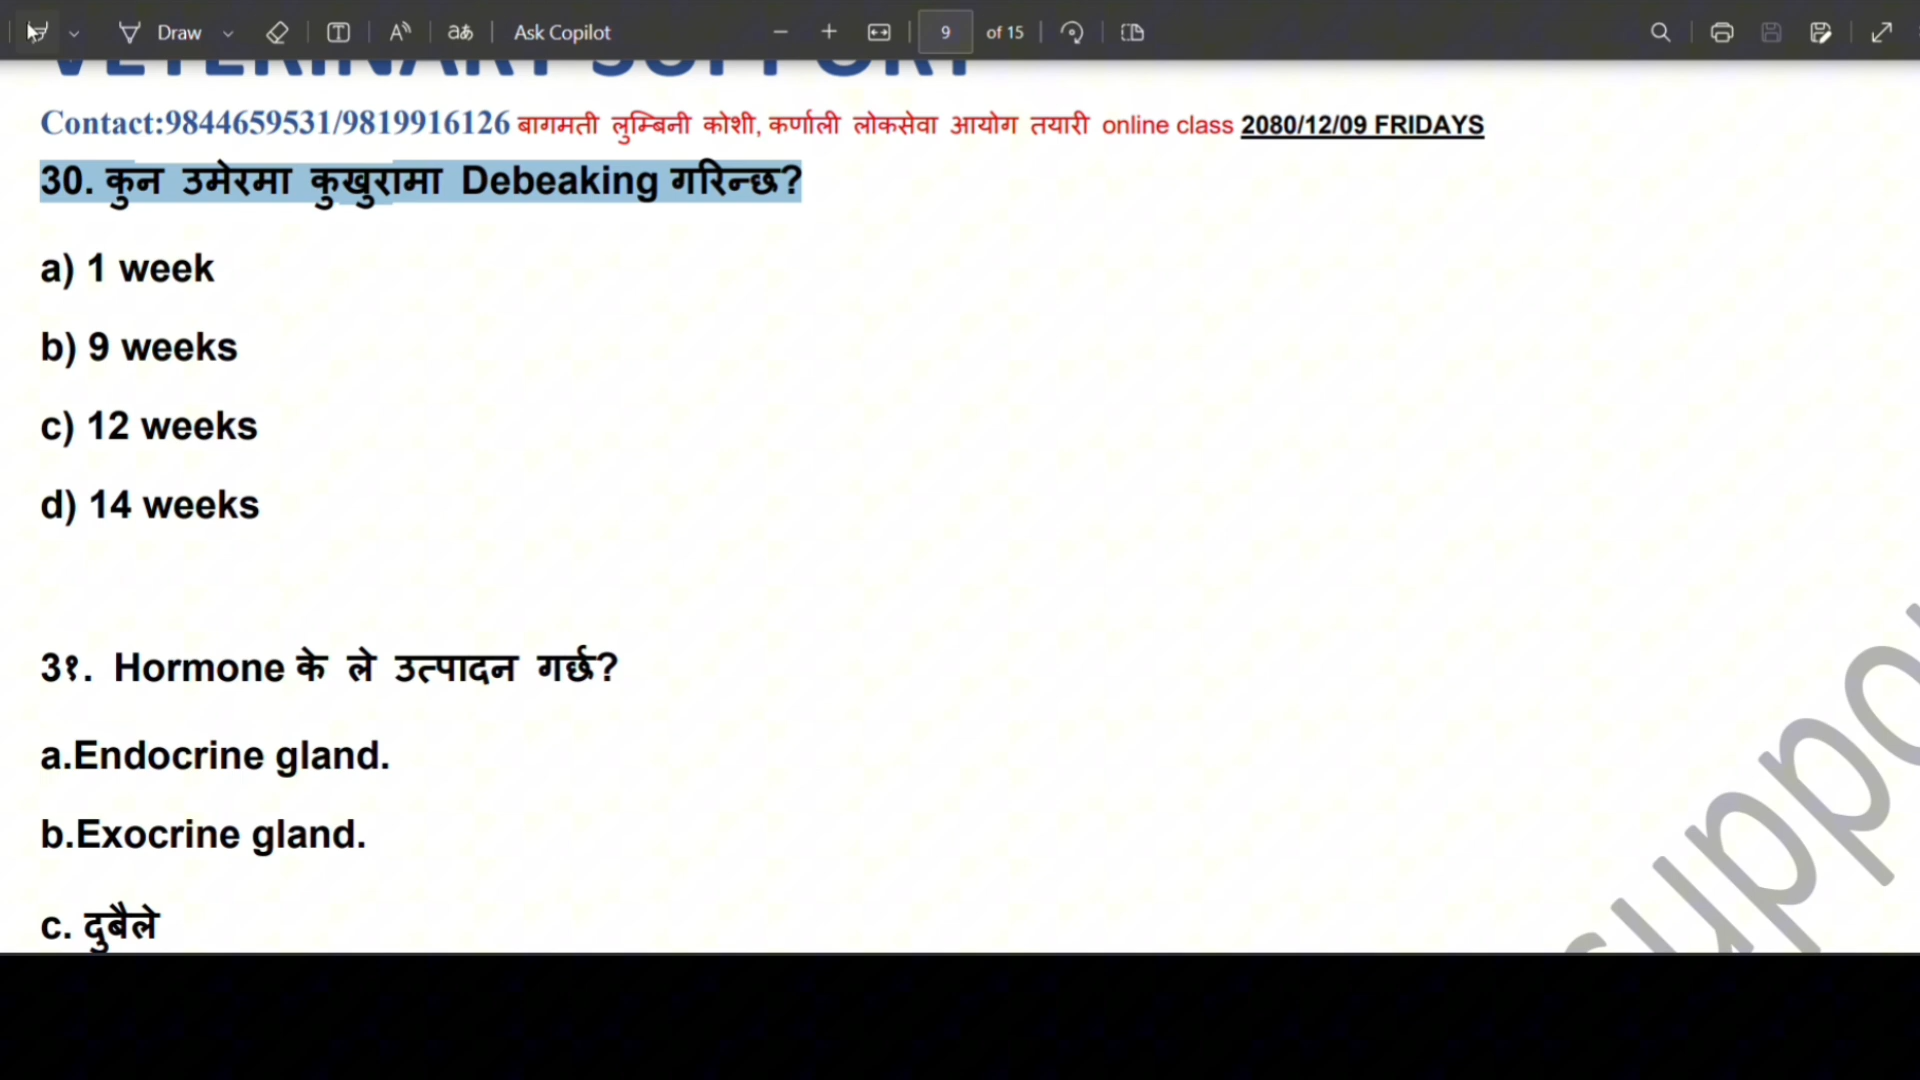 Draw
Ask Copilot
9 of 15
VETERINARY SUPPORT
Contact:9844659531/9819916126 बागमती लुम्बिनी कोशी, कर्णाली लोकसेवा आयोग तयारी online class 2080/12/09 FRIDAYS
30. कुन उमेरमा कुखुरामा Debeaking गरिन्छ?
a) 1 week
b) 9 weeks
c) 12 weeks
d) 14 weeks
3१. Hormone के ले उत्पादन गर्छ?
a.Endocrine gland.
b.Exocrine gland.
c. दुबैले